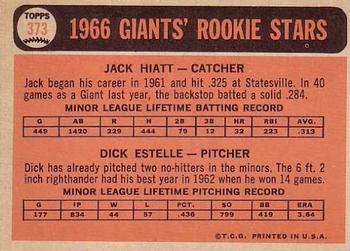 TOPPS
373
1966 GIANTS' ROOKIE STARS
JACK HIATT — CATCHER
Jack began his career in 1961 and hit .325 at Statesville. In 40
games as a Giant last year, the backstop batted a solid .284.
MINOR LEAGUE LIFETIME BATTING RECORD
G AB R H 2B 3B HR RBI AVG.
449 1420 229 444 79 12 32 223 .313
DICK ESTELLE — PITCHER
Dick has already pitched two no-hitters in the minors. The 6 ft. 2
inch righthander had his best year in 1962 when he won 14 games.
MINOR LEAGUE LIFETIME PITCHING RECORD
G IP W L PCT. SO BB ERA
177 834 44 57 .436 799 419 3.64
©T.C.G. PRINTED IN U.S.A.